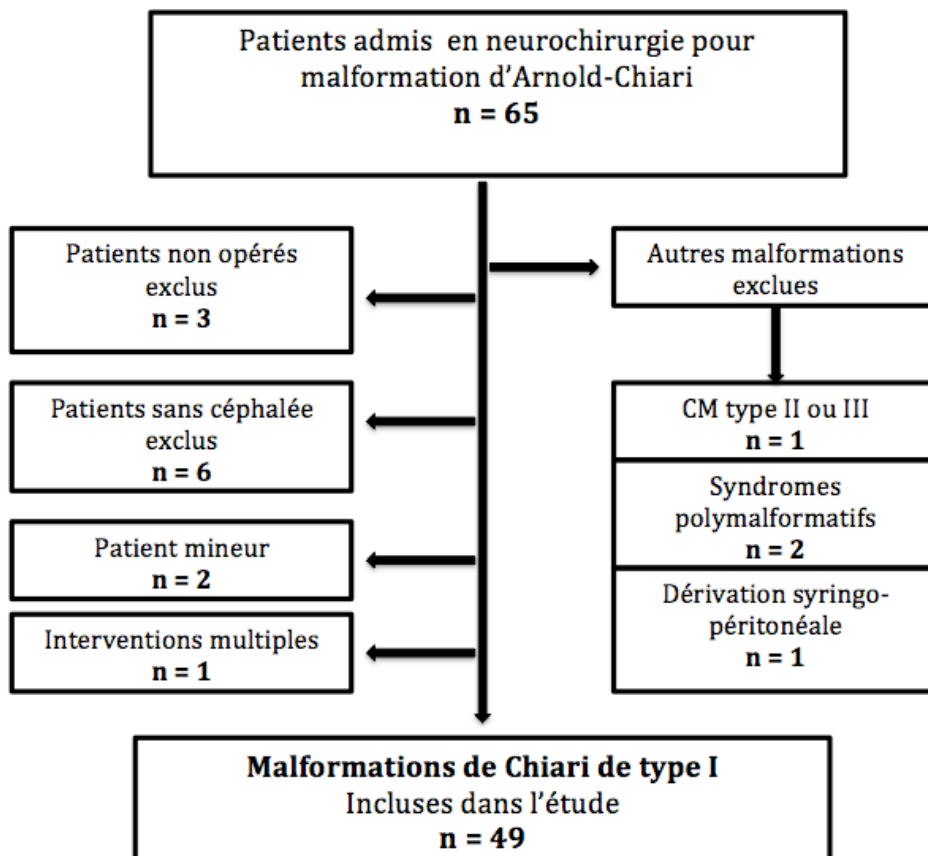 Patients admis en neurochirurgie pour
malformation d'Arnold-Chiari
n = 65
Patients non opérés
exclus
n = 3
Autres malformations
exclues
Patients sans céphalée
exclus
n = 6
CM type II ou III
n = 1
Syndromes
polymalformatifs
n = 2
Patient mineur
n = 2
Dérivation syringo-
péritonéale
n = 1
Interventions multiples
n = 1
Malformations de Chiari de type I
Incluses dans l'étude
n = 49